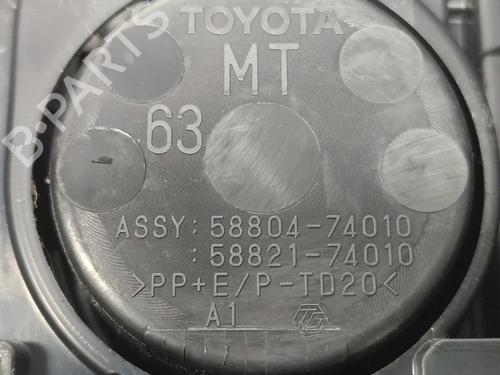 TOYOTA
MT
63
ASSY: 58804-74010
: 58821-74010
>PP+E/P-TD20<
A1
B-PARTS